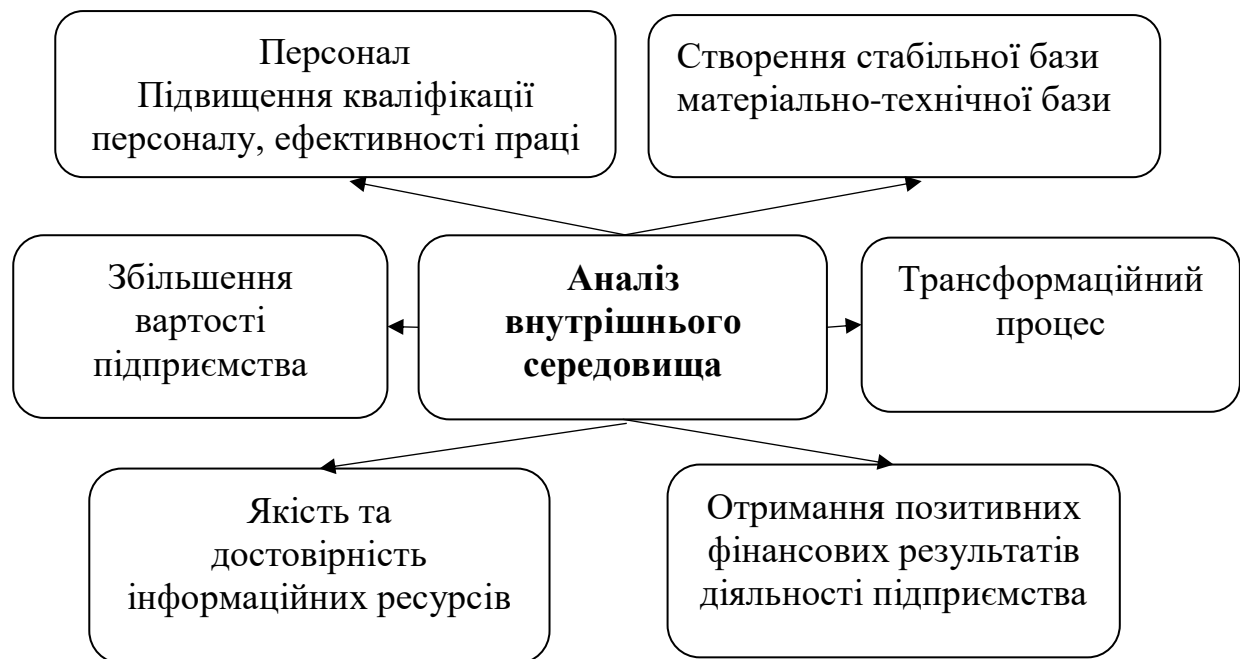 Персонал
Підвищення кваліфікації
персоналу, ефективності праці
Створення стабільної бази
матеріально-технічної бази
Збільшення
вартості
підприємства
Аналіз
внутрішнього
середовища
Трансформаційний
процес
Якість та
достовірність
інформаційних ресурсів
Отримання позитивних
фінансових результатів
діяльності підприємства